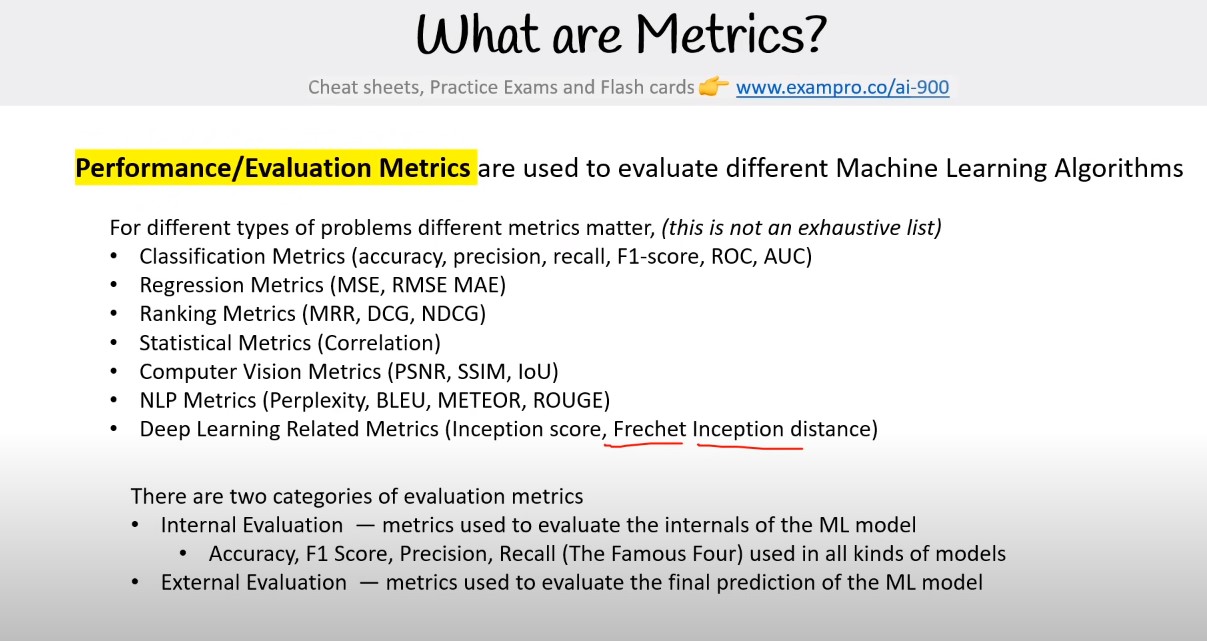 What are Metrics?
Cheat sheets, Practice Exams and Flash cards 👉 www.exampro.co/ai-900
Performance/Evaluation Metrics are used to evaluate different Machine Learning Algorithms
For different types of problems different metrics matter, (this is not an exhaustive list)
• Classification Metrics (accuracy, precision, recall, F1-score, ROC, AUC)
• Regression Metrics (MSE, RMSE MAE)
• Ranking Metrics (MRR, DCG, NDCG)
• Statistical Metrics (Correlation)
• Computer Vision Metrics (PSNR, SSIM, IoU)
• NLP Metrics (Perplexity, BLEU, METEOR, ROUGE)
• Deep Learning Related Metrics (Inception score, Frechet Inception distance)
There are two categories of evaluation metrics
• Internal Evaluation — metrics used to evaluate the internals of the ML model
• Accuracy, F1 Score, Precision, Recall (The Famous Four) used in all kinds of models
• External Evaluation — metrics used to evaluate the final prediction of the ML model